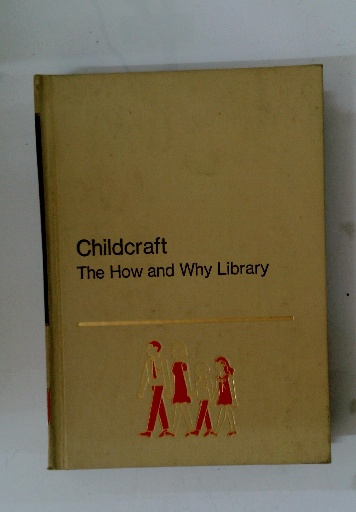 Childcraft
The How and Why Library